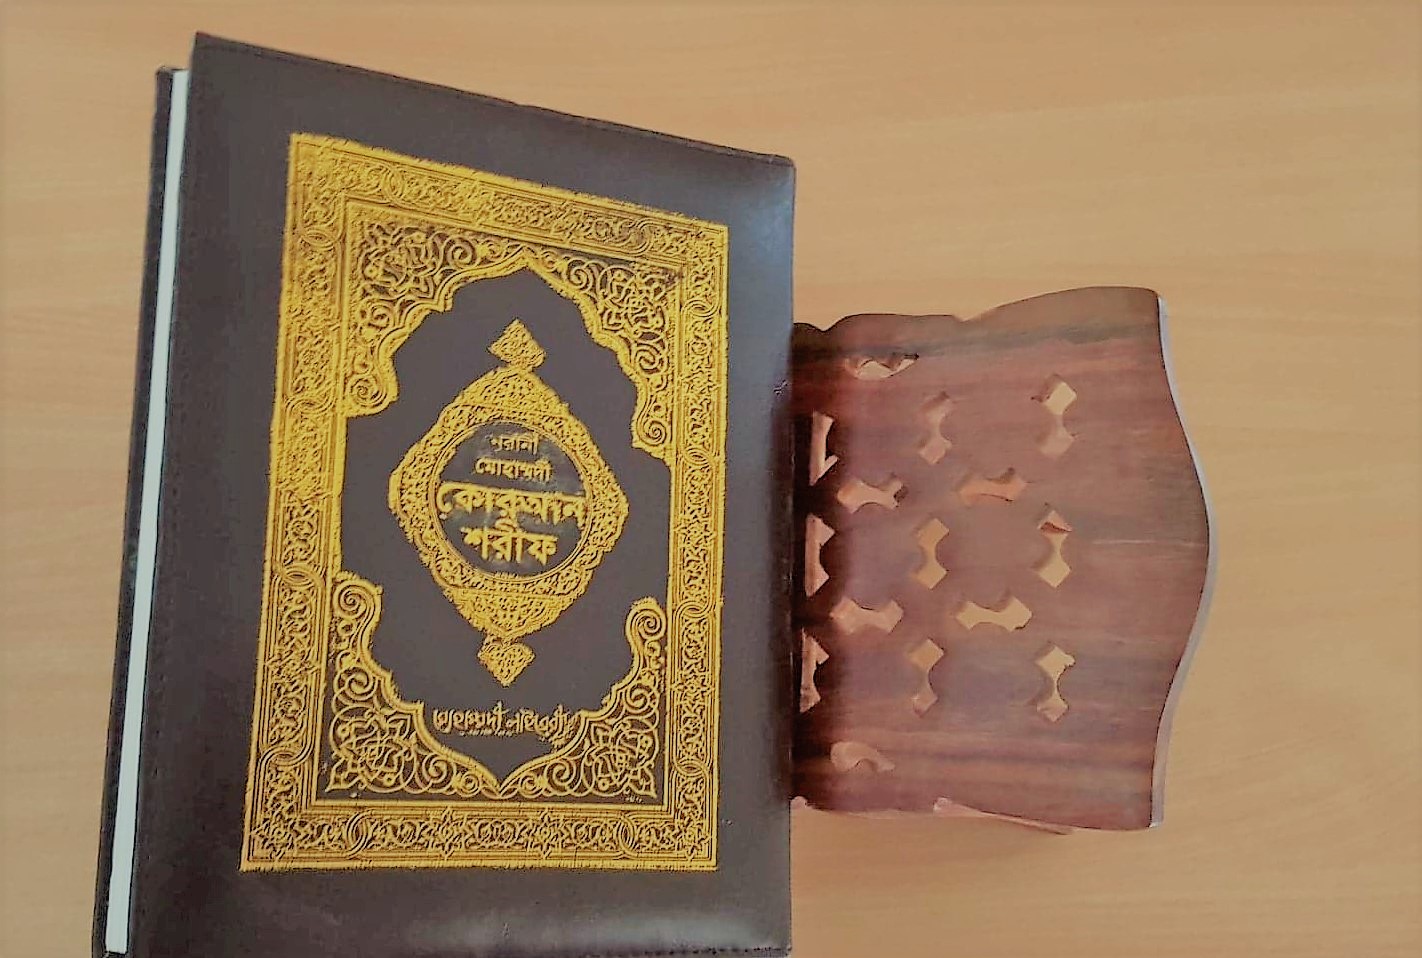 নূরানী
মোহাম্মদী
কোরআন
শরীফ
মোহাম্মদী লাইব্রেরী